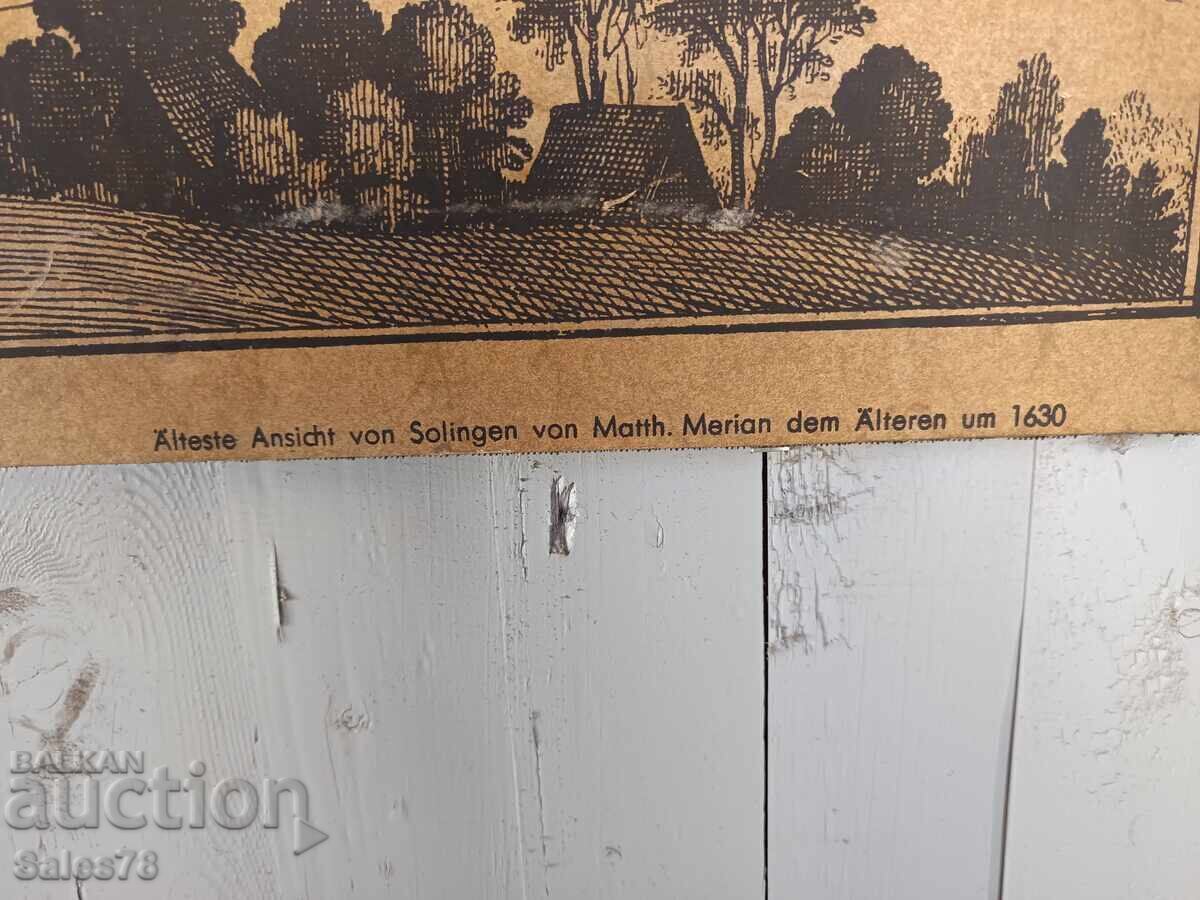 Älteste Ansicht von Solingen von Matth. Merian dem Älteren um 1630
BALKAN
auction
Sales78